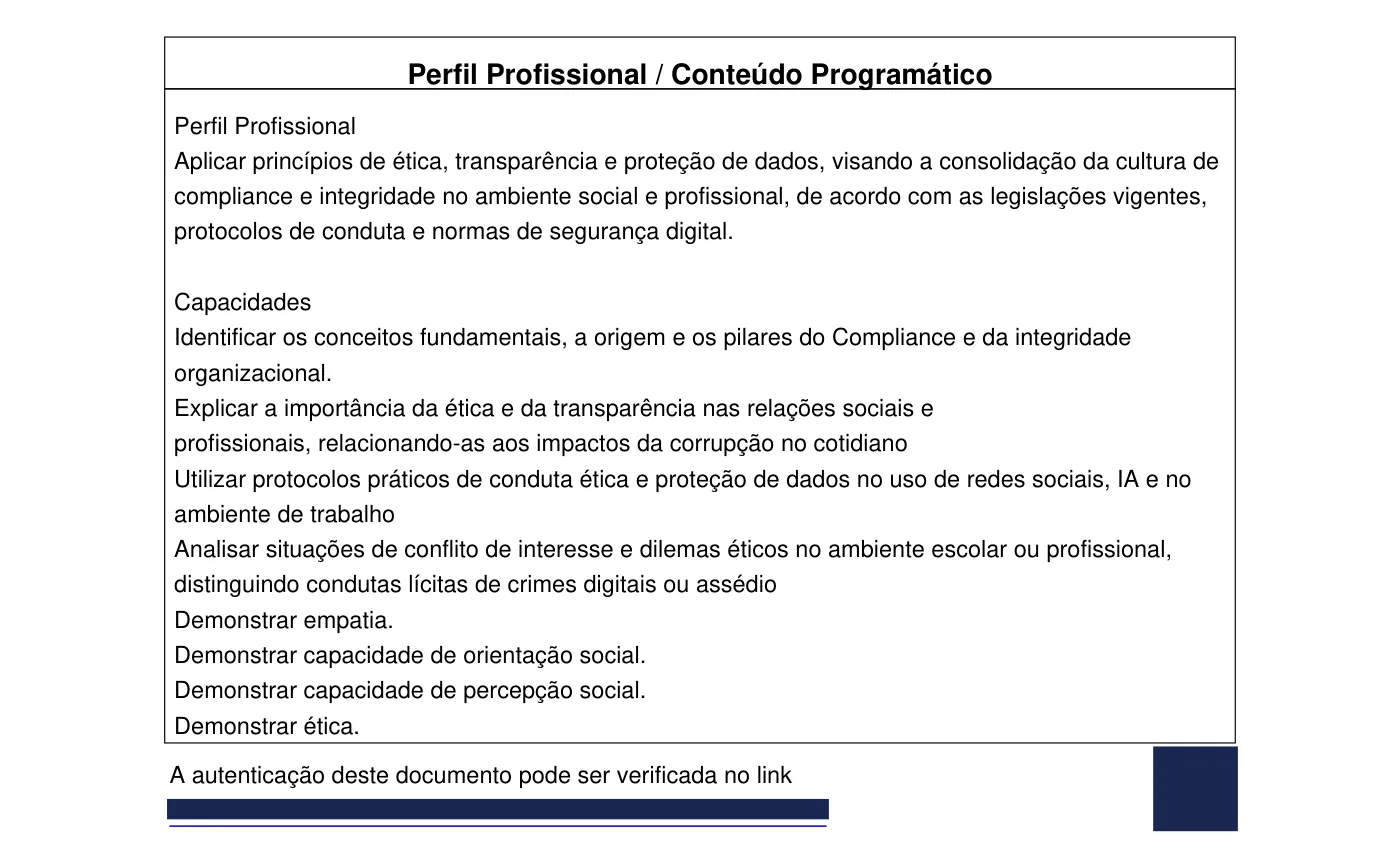 Perfil Profissional / Conteúdo Programático
Perfil Profissional
Aplicar princípios de ética, transparência e proteção de dados, visando a consolidação da cultura de
compliance e integridade no ambiente social e profissional, de acordo com as legislações vigentes,
protocolos de conduta e normas de segurança digital.
Capacidades
Identificar os conceitos fundamentais, a origem e os pilares do Compliance e da integridade
organizacional.
Explicar a importância da ética e da transparência nas relações sociais e
profissionais, relacionando-as aos impactos da corrupção no cotidiano
Utilizar protocolos práticos de conduta ética e proteção de dados no uso de redes sociais, IA e no
ambiente de trabalho
Analisar situações de conflito de interesse e dilemas éticos no ambiente escolar ou profissional,
distinguindo condutas lícitas de crimes digitais ou assédio
Demonstrar empatia.
Demonstrar capacidade de orientação social.
Demonstrar capacidade de percepção social.
Demonstrar ética.
A autenticação deste documento pode ser verificada no link